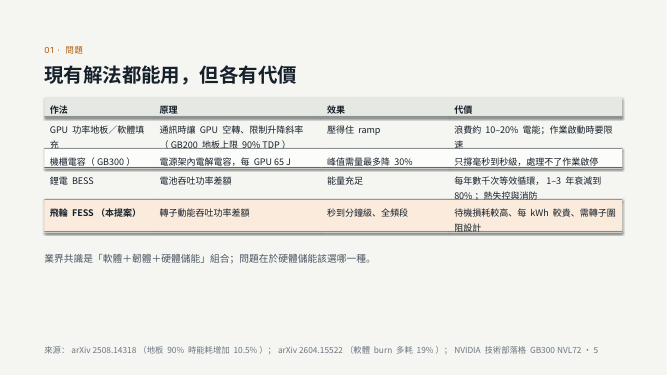 01 · 問題
現有解法都能用，但各有代價
作法 原理 效果 代價
GPU 功率地板／軟體填充 通訊時讓 GPU 空轉、限制升降斜率（GB200 地板上限 90% TDP） 壓得住 ramp 浪費約 10–20% 電能；作業啟動時要限速
機櫃電容（GB300） 電源架內電解電容，每 GPU 65 J 峰值需量最多降 30% 只撐毫秒到秒級，處理不了作業啟停
鋰電 BESS 電池吞吐功率差額 能量充足 每年數千次等效循環，1–3 年衰減到 80%；熱失控與消防
飛輪 FESS（本提案） 轉子動能吞吐功率差額 秒到分鐘級、全頻段 待機損耗較高、每 kWh 較貴、需轉子圍阻設計
業界共識是「軟體＋韌體＋硬體儲能」組合；問題在於硬體儲能該選哪一種。
來源： arXiv 2508.14318（地板 90% 時能耗增加 10.5%）； arXiv 2604.15522（軟體 burn 多耗 19%）； NVIDIA 技術部落格 GB300 NVL72 · 5